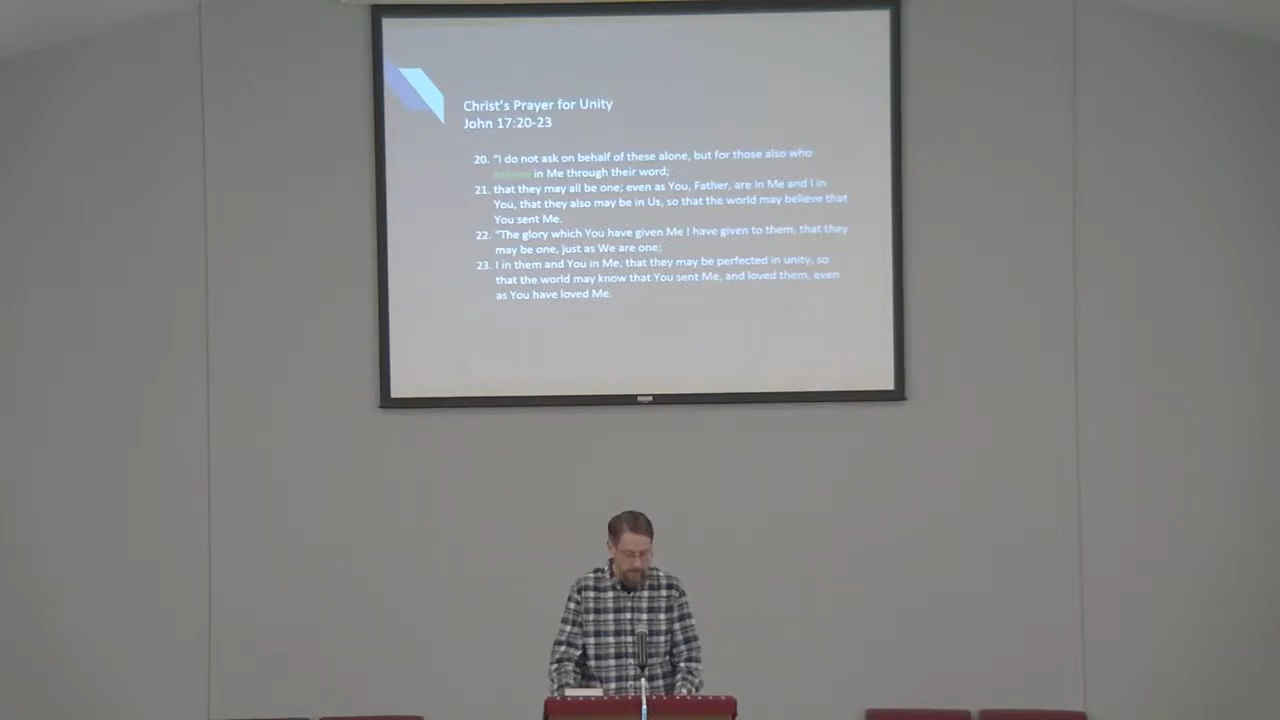 Christ's Prayer for Unity
John 17:20-23
20. "I do not ask on behalf of these alone, but for those also who
believe in Me through their word;
21. that they may all be one; even as You, Father, are in Me and I in
You, that they also may be in Us, so that the world may believe that
You sent Me.
22. "The glory which You have given Me I have given to them, that they
may be one, just as We are one;
23. I in them and You in Me, that they may be perfected in unity, so
that the world may know that You sent Me, and loved them, even
as You have loved Me.